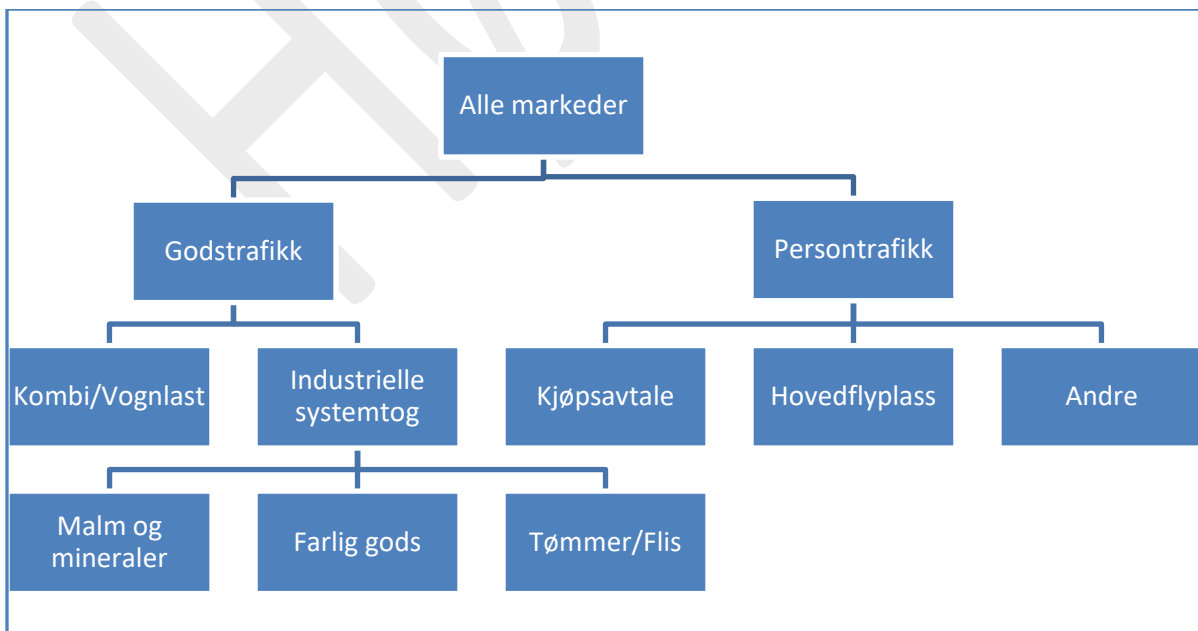 Alle markeder
Godstrafikk
Persontrafikk
Kombi/Vognlast
Industrielle
systemtog
Kjøpsavtale
Hovedflyplass
Andre
Malm og
mineraler
Farlig gods
Tømmer/Flis